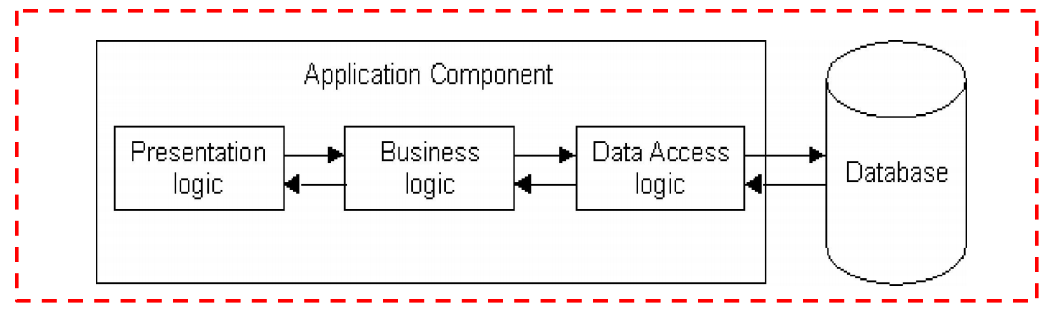 Application Component
Presentation
logic
Business
logic
Data Access
logic
Database